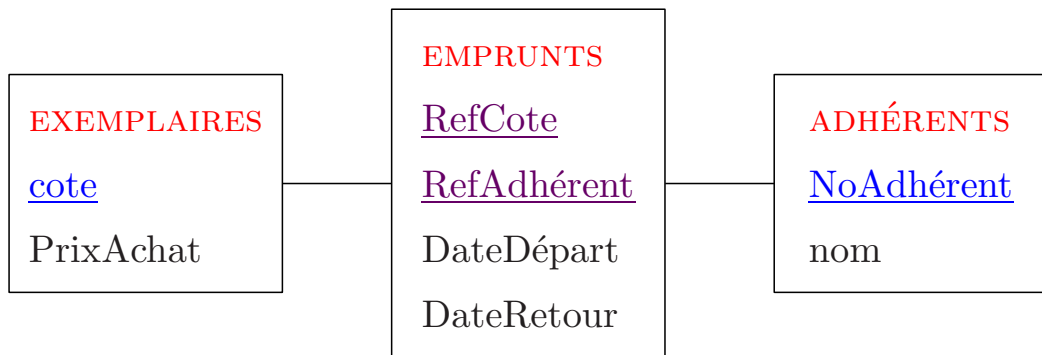 EXEMPLAIRES
cote
PrixAchat
EMPRUNTS
RefCote
RefAdhérent
DateDépart
DateRetour
ADHÉRENTS
NoAdhérent
nom